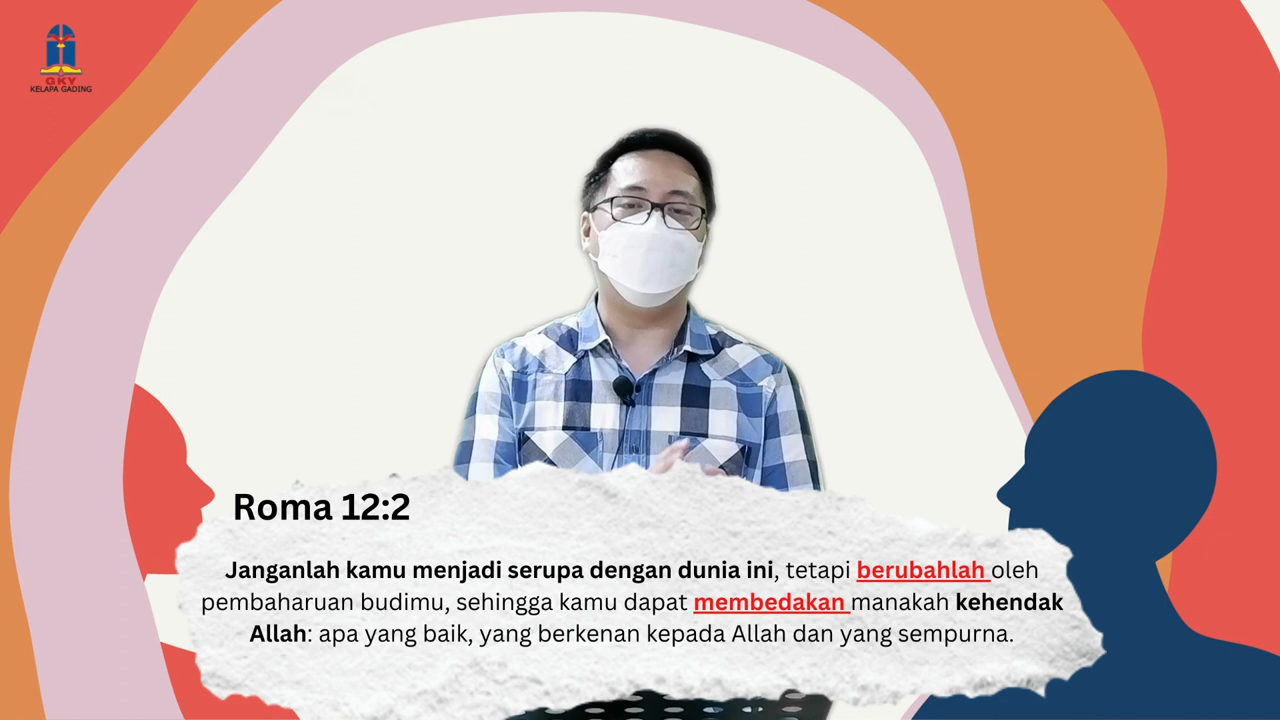 GKY
KELAPA GADING
Roma 12:2
Janganlah kamu menjadi serupa dengan dunia ini, tetapi berubahlah oleh
pembaharuan budimu, sehingga kamu dapat membedakan manakah kehendak
Allah: apa yang baik, yang berkenan kepada Allah dan yang sempurna.